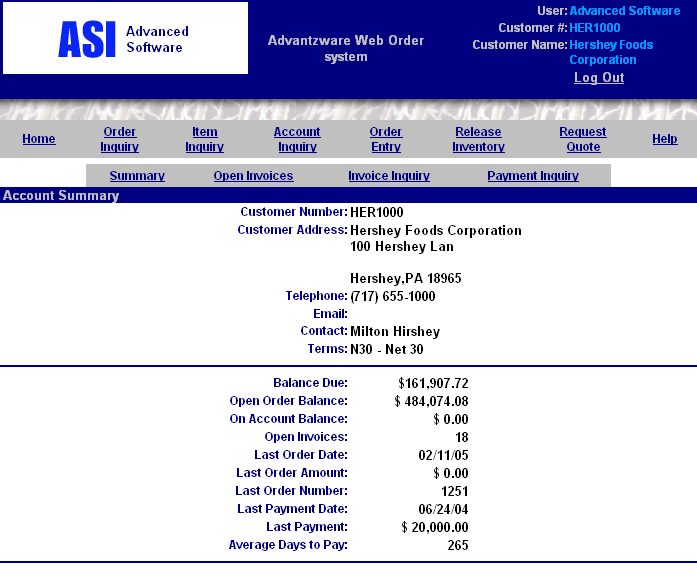 ASI Advanced Software
Advantzware Web Order
system
User: Advanced Software
Customer #: HER1000
Customer Name: Hershey Foods
Corporation
Log Out
Home
Order
Inquiry
Item
Inquiry
Account
Inquiry
Order
Entry
Release
Inventory
Request
Quote
Help
Summary Open Invoices Invoice Inquiry Payment Inquiry
Account Summary
Customer Number: HER1000
Customer Address: Hershey Foods Corporation
100 Hershey Lan
Hershey,PA 18965
Telephone: (717) 655-1000
Email:
Contact: Milton Hirshey
Terms: N30 - Net 30
Balance Due: $161,907.72
Open Order Balance: $ 484,074.08
On Account Balance: $ 0.00
Open Invoices: 18
Last Order Date: 02/11/05
Last Order Amount: $ 0.00
Last Order Number: 1251
Last Payment Date: 06/24/04
Last Payment: $ 20,000.00
Average Days to Pay: 265